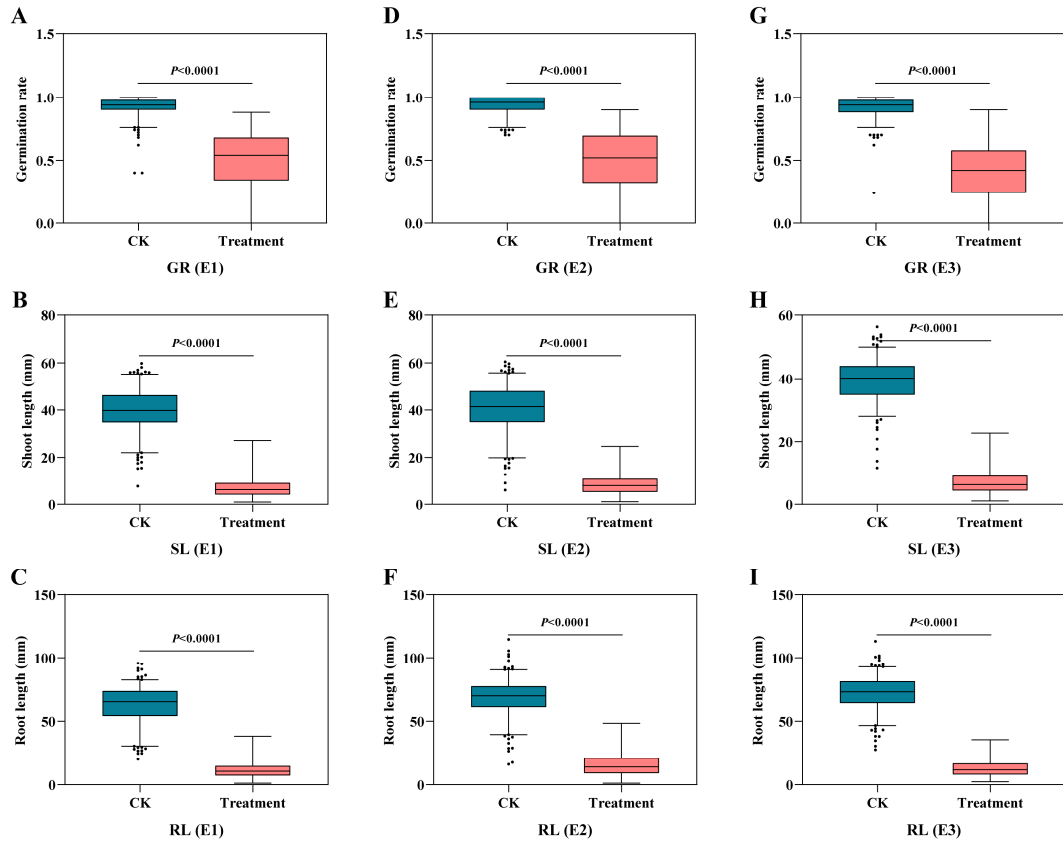 A
Germination rate
1.5
1.0
0.5
0.0
P<0.0001
CK Treatment
GR (E1)
D
Germination rate
1.5
1.0
0.5
0.0
P<0.0001
CK Treatment
GR (E2)
G
Germination rate
1.5
1.0
0.5
0.0
P<0.0001
CK Treatment
GR (E3)
B
Shoot length (mm)
80
60
40
20
0
P<0.0001
CK Treatment
SL (E1)
E
Shoot length (mm)
80
60
40
20
0
P<0.0001
CK Treatment
SL (E2)
H
Shoot length (mm)
60
40
20
0
P<0.0001
CK Treatment
SL (E3)
C
Root length (mm)
150
100
50
0
P<0.0001
CK Treatment
RL (E1)
F
Root length (mm)
150
100
50
0
P<0.0001
CK Treatment
RL (E2)
I
Root length (mm)
150
100
50
0
P<0.0001
CK Treatment
RL (E3)